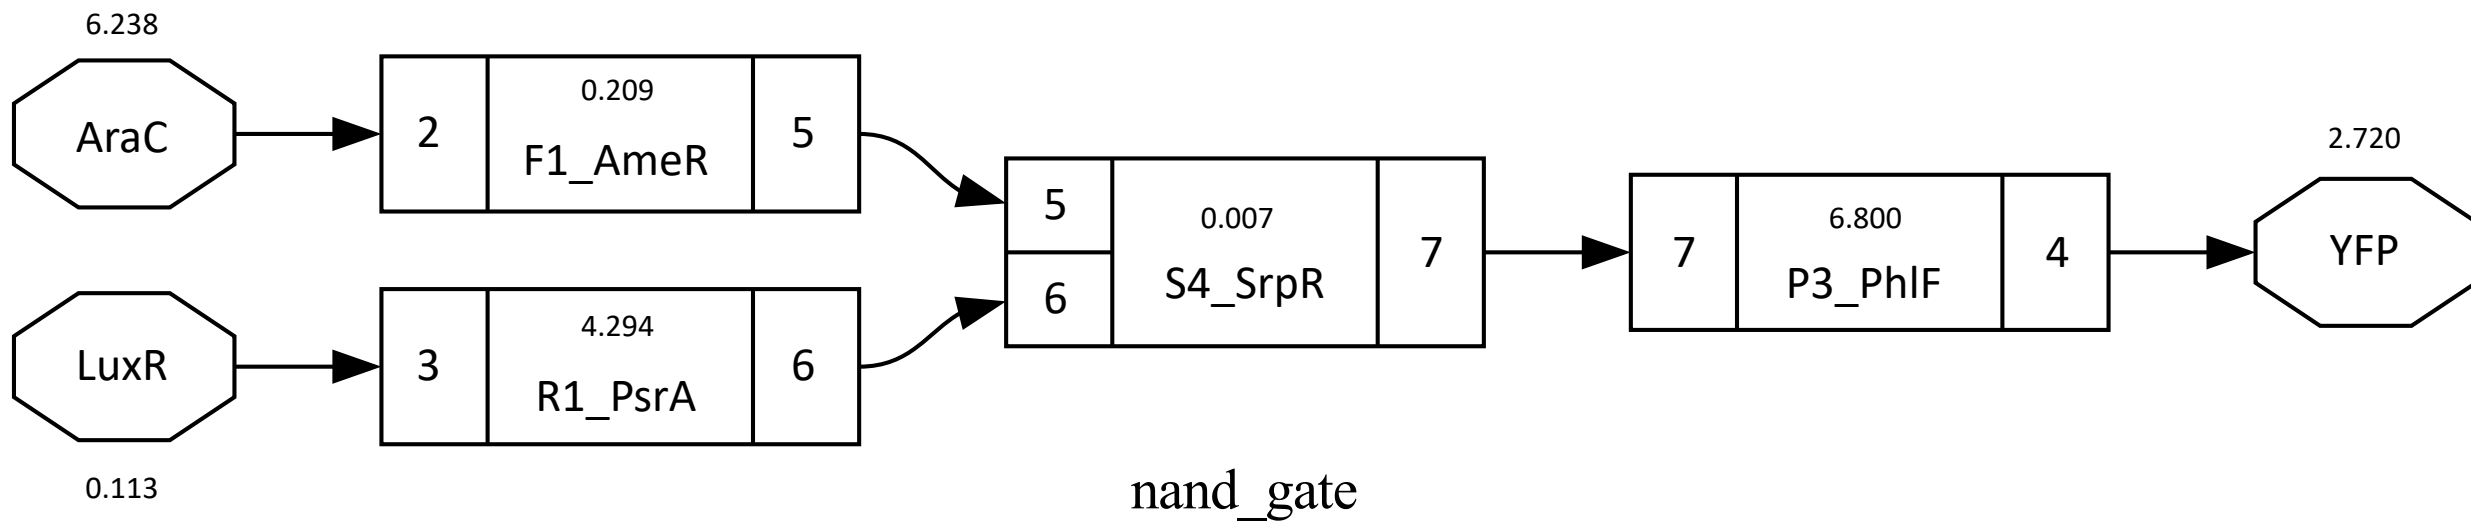 6.238
AraC
2
0.209
F1_AmeR
5
LuxR
0.113
3
4.294
R1_PsrA
6
5
6
0.007
S4_SrpR
7
7
6.800
P3_PhlF
4
2.720
YFP
nand_gate